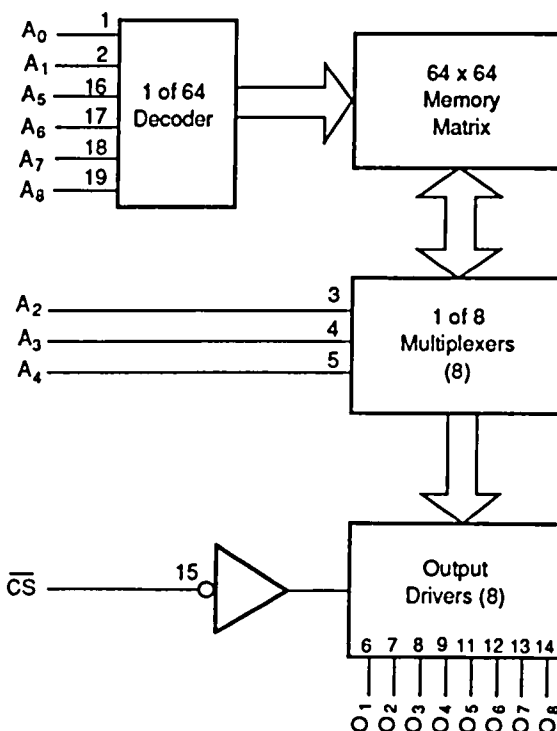 A0 1
A1 2
A5 16
A6 17
A7 18
A8 19
1 of 64
Decoder
64 x 64
Memory
Matrix
A2 3
A3 4
A4 5
1 of 8
Multiplexers
(8)
CS 15
Output
Drivers (8)
6 7 8 9 11 12 13 14
O1 O2 O3 O4 O5 O6 O7 O8